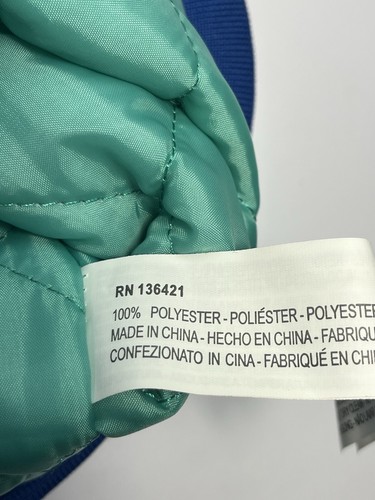 RN 136421
100% POLYESTER - POLIÉSTER - POLYESTER
MADE IN CHINA - HECHO EN CHINA - FABRIQU
CONFEZIONATO IN CINA - FABRIQUÉ EN CHI